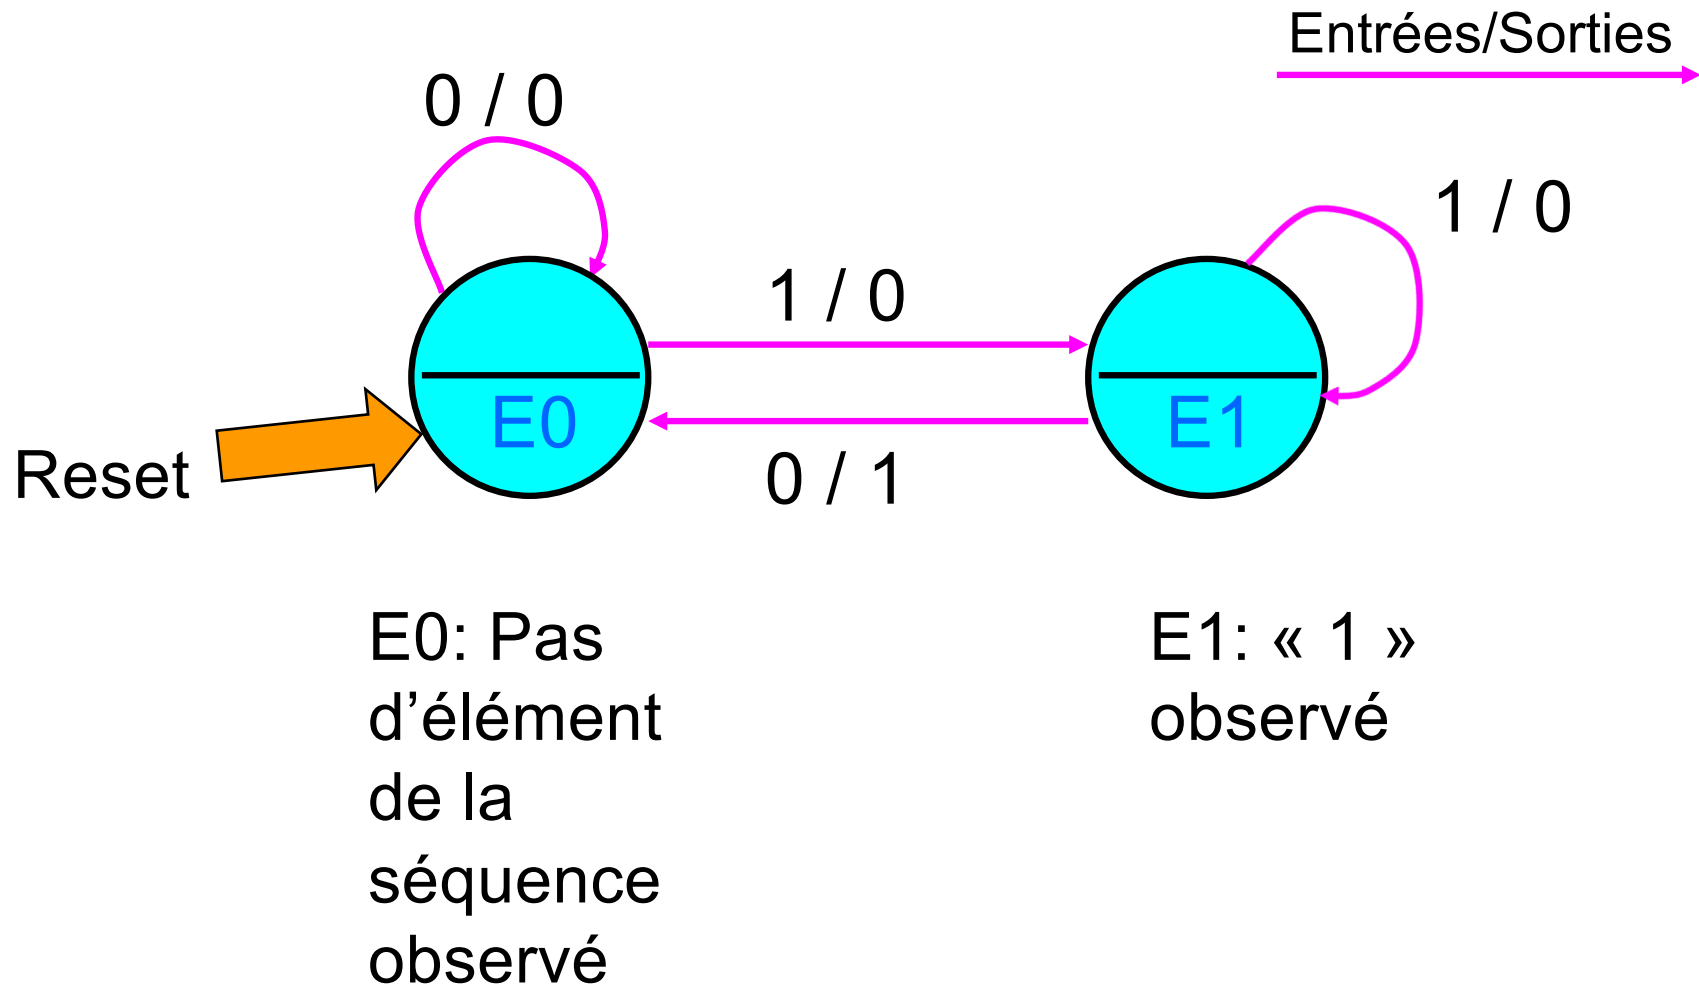 Entrées/Sorties
0 / 0
1 / 0
1 / 0
E0
E1
Reset
0 / 1
E0: Pas
d’élément
de la
séquence
observé
E1: « 1 »
observé